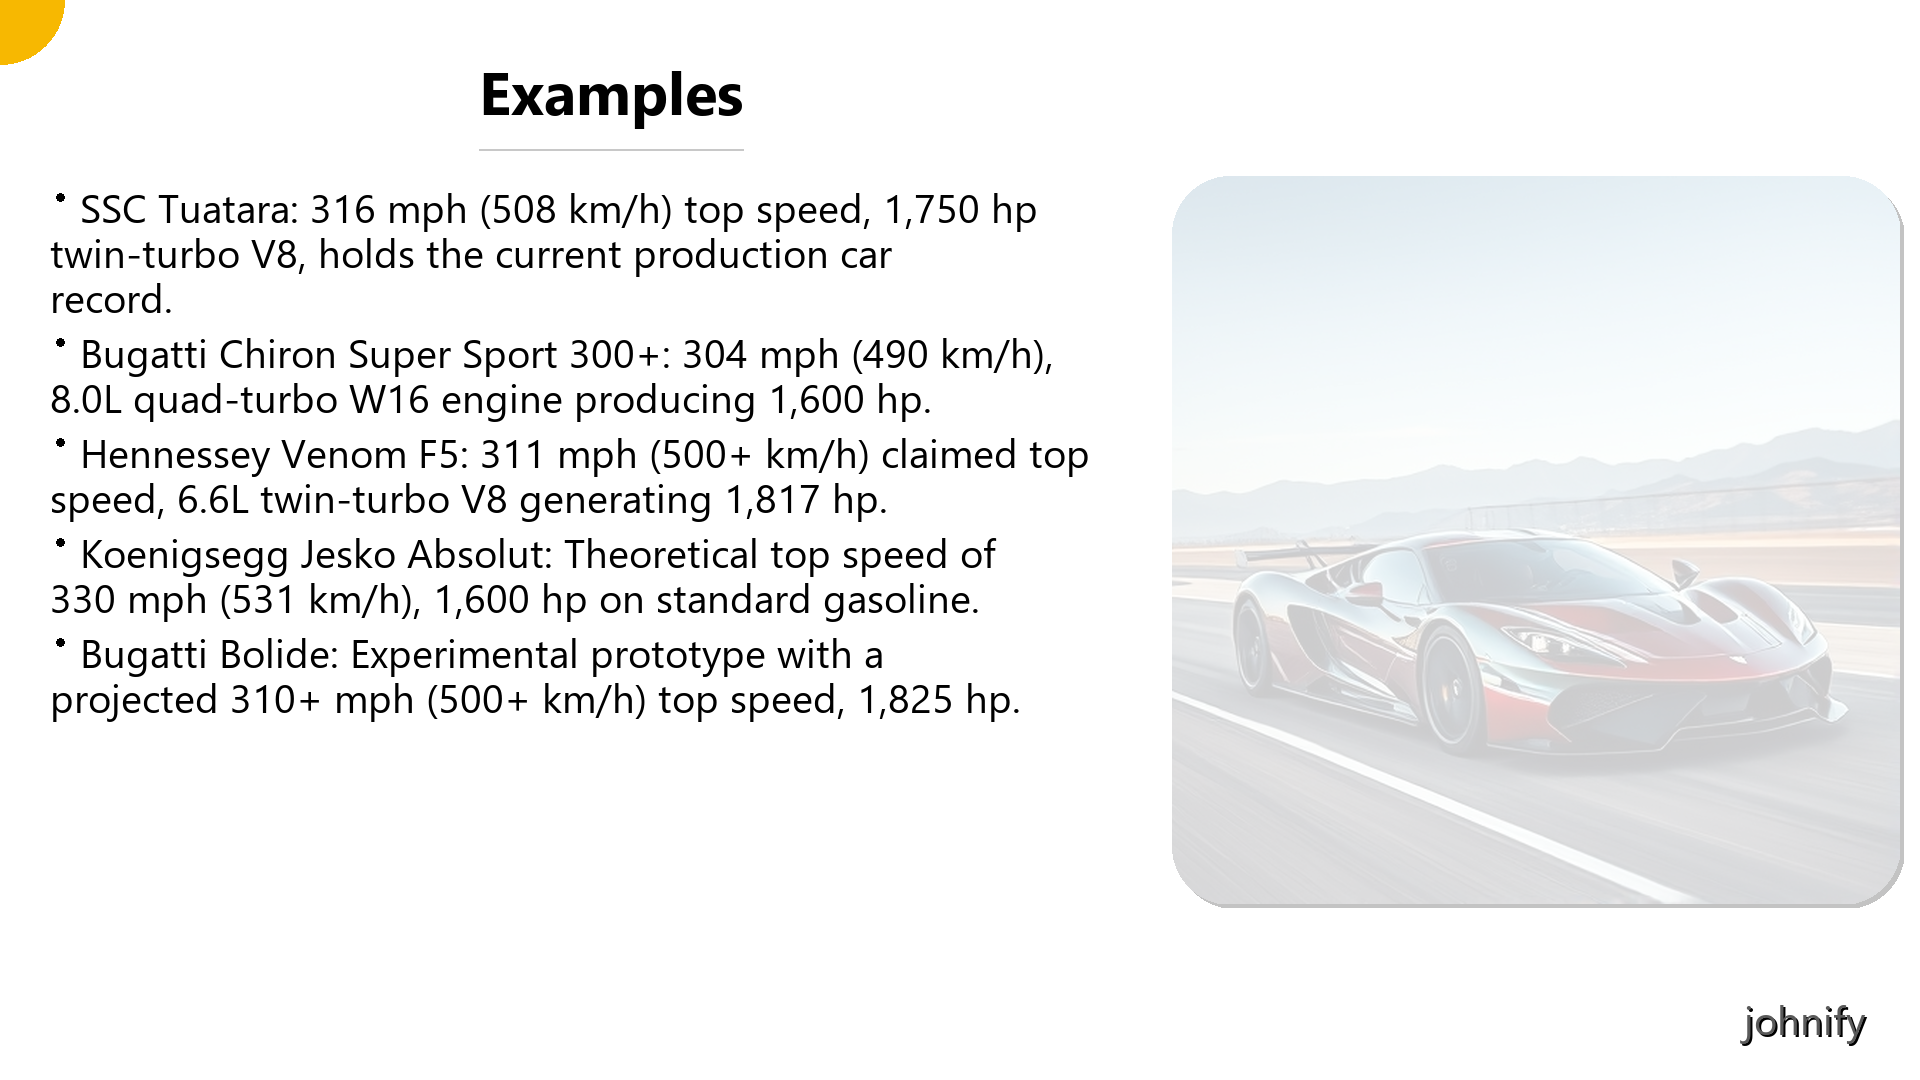 Examples
• SSC Tuatara: 316 mph (508 km/h) top speed, 1,750 hp
twin-turbo V8, holds the current production car
record.
• Bugatti Chiron Super Sport 300+: 304 mph (490 km/h),
8.0L quad-turbo W16 engine producing 1,600 hp.
• Hennessey Venom F5: 311 mph (500+ km/h) claimed top
speed, 6.6L twin-turbo V8 generating 1,817 hp.
• Koenigsegg Jesko Absolut: Theoretical top speed of
330 mph (531 km/h), 1,600 hp on standard gasoline.
• Bugatti Bolide: Experimental prototype with a
projected 310+ mph (500+ km/h) top speed, 1,825 hp.
johnify